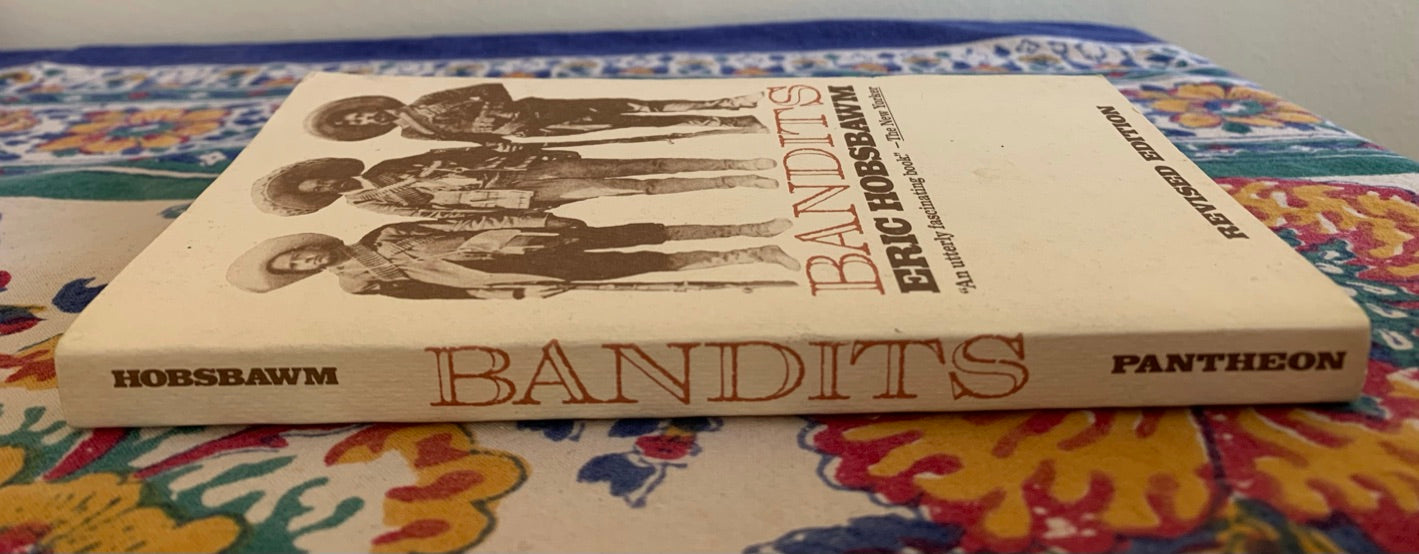 BANDITS
ERIC HOBSBAWM
"An utterly fascinating book." –The New Yorker
REVISED EDITION
HOBSBAWM BANDITS PANTHEON